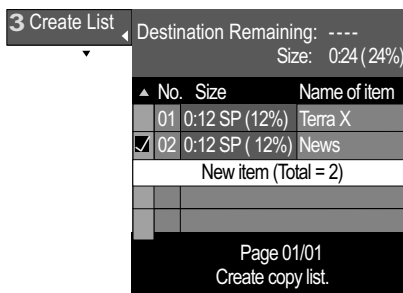 3 Create List
Destination Remaining: ----
Size: 0:24 ( 24%)
No. Size Name of item
01 0:12 SP (12%) Terra X
02 0:12 SP ( 12%) News
New item (Total = 2)
Page 01/01
Create copy list.